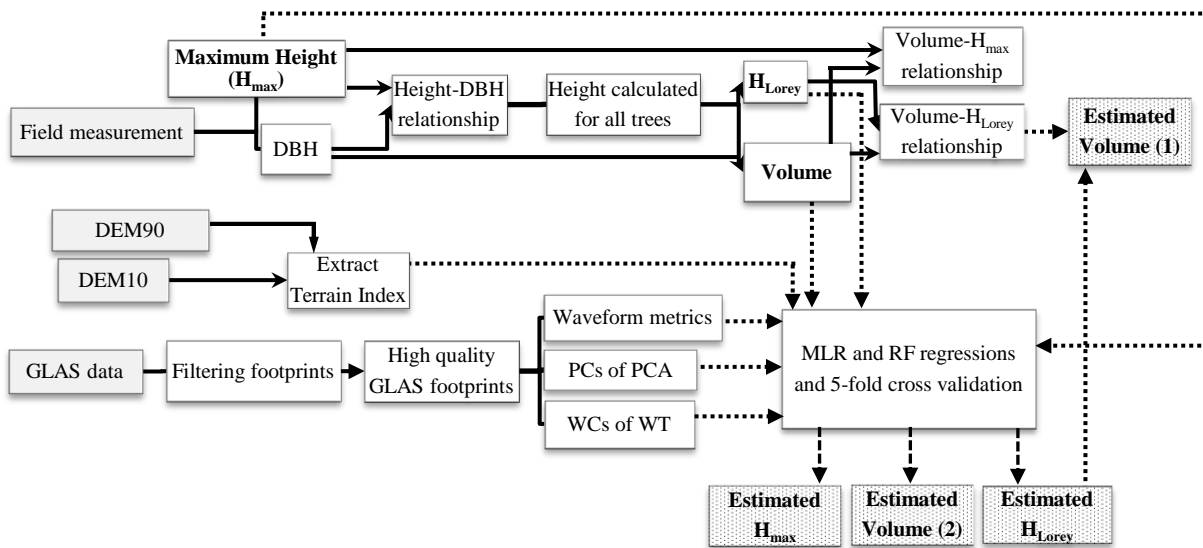 Maximum Height
(Hmax)
Volume-Hmax
relationship
Height-DBH
relationship
Height calculated
for all trees
HLorey
Field measurement
DBH
Volume-HLorey
relationship
Estimated
Volume (1)
Volume
DEM90
DEM10
Extract
Terrain Index
Waveform metrics
GLAS data
Filtering footprints
High quality
GLAS footprints
PCs of PCA
MLR and RF regressions
and 5-fold cross validation
WCs of WT
Estimated
Hmax
Estimated
Volume (2)
Estimated
HLorey